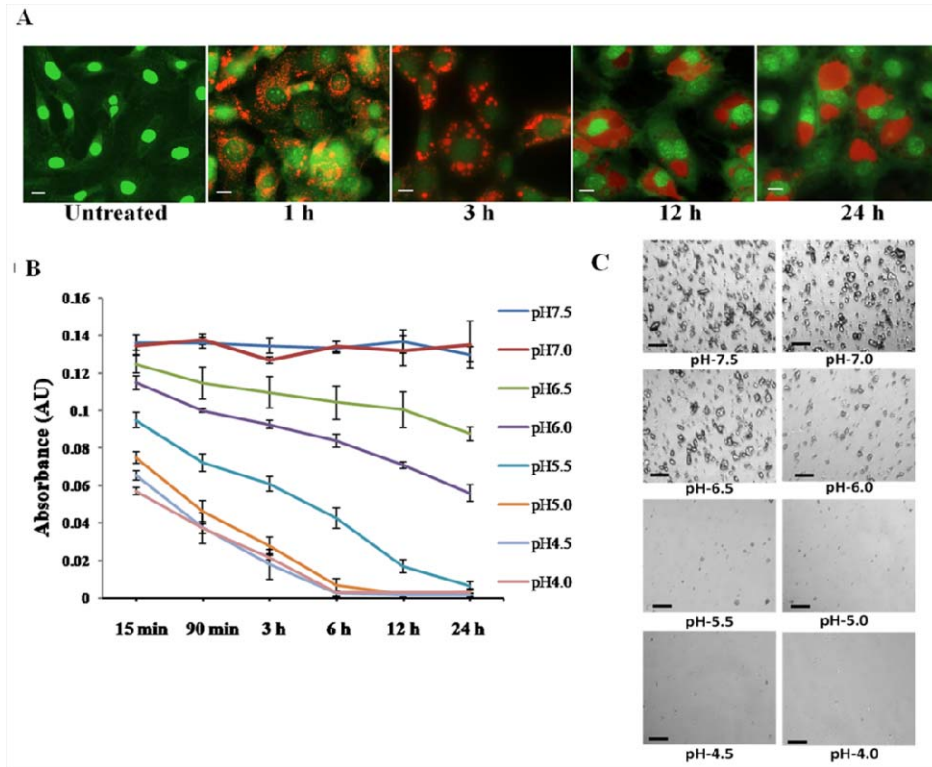 A
Untreated 1 h 3 h 12 h 24 h
B
Absorbance (AU)
0.16
0.14
0.12
0.1
0.08
0.06
0.04
0.02
0
15 min 90 min 3 h 6 h 12 h 24 h
pH7.5
pH7.0
pH6.5
pH6.0
pH5.5
pH5.0
pH4.5
pH4.0
C
pH-7.5 pH-7.0
pH-6.5 pH-6.0
pH-5.5 pH-5.0
pH-4.5 pH-4.0